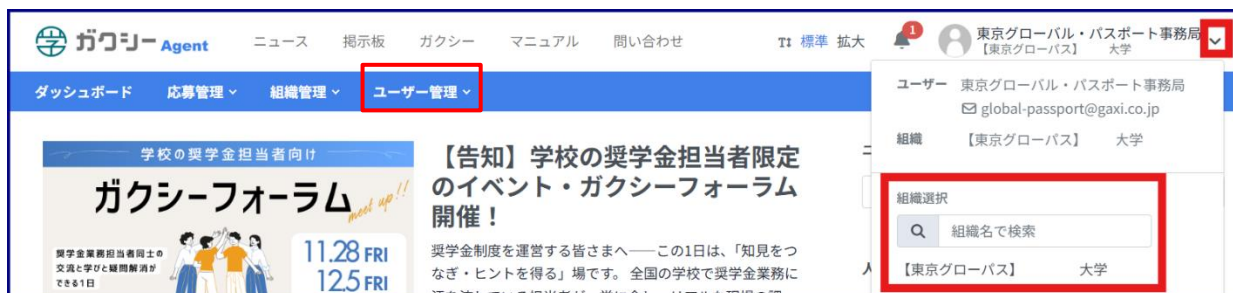 ガクシー Agent ニュース 掲示板 ガクシー マニュアル 問い合わせ 標準 拡大 1 東京グローバル・パスポート事務局
【東京グローパス】 大学
ダッシュボード 応募管理 組織管理 ユーザー管理
ユーザー 東京グローバル・パスポート事務局
global-passport@gaxi.co.jp
組織 【東京グローパス】 大学
組織選択
組織名で検索
【東京グローパス】 大学
学校の奨学金担当者向け
ガクシーフォーラム
meet up!!
奨学金業務担当者同士の
交流と学びと疑問解消が
できる1日
11.28 FRI
12.5 FRI
【告知】学校の奨学金担当者限定
のイベント・ガクシーフォーラム
開催！
奨学金制度を運営する皆さまへ――この1日は、「知見をつ
なぎ・ヒントを得る」場です。 全国の学校で奨学金業務に